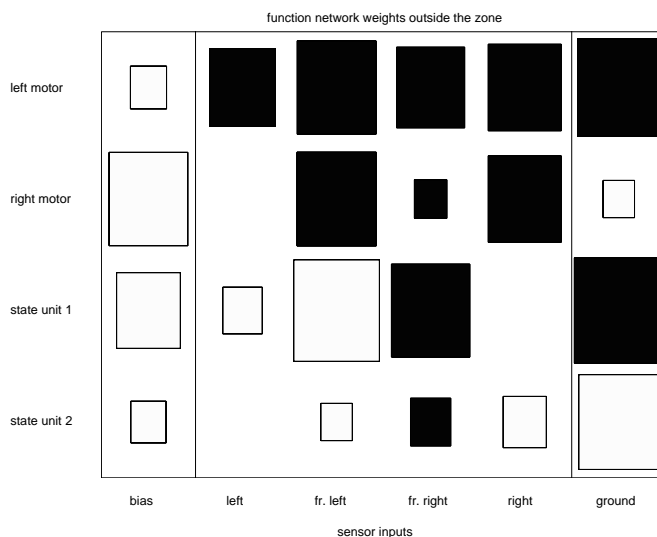 function network weights outside the zone
left motor
right motor
state unit 1
state unit 2
bias left fr. left fr. right right ground
sensor inputs